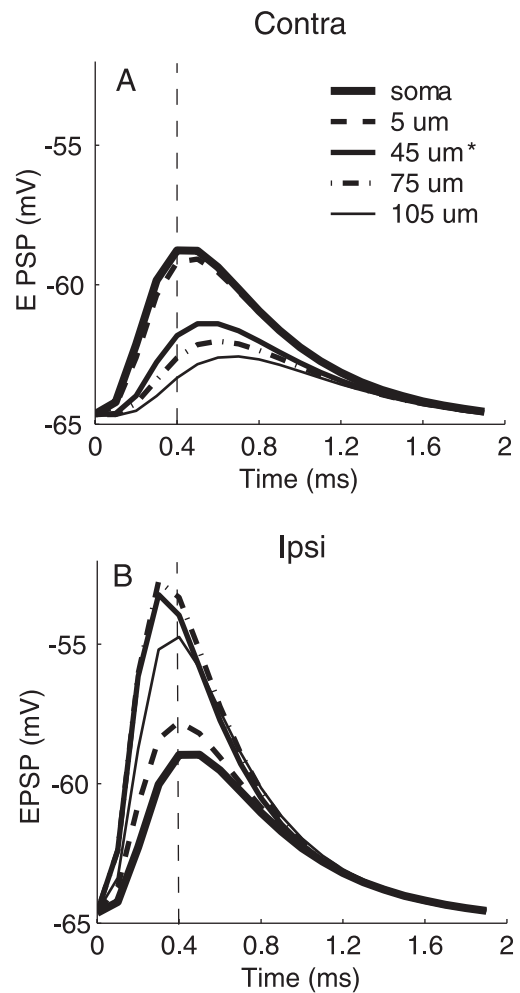 Contra
A
soma
5 um
45 um*
75 um
105 um
E PSP (mV)
-55
-60
-65
0 0.4 0.8 1.2 1.6 2
Time (ms)
Ipsi
B
EPSP (mV)
-55
-60
-65
0 0.4 0.8 1.2 1.6 2
Time (ms)